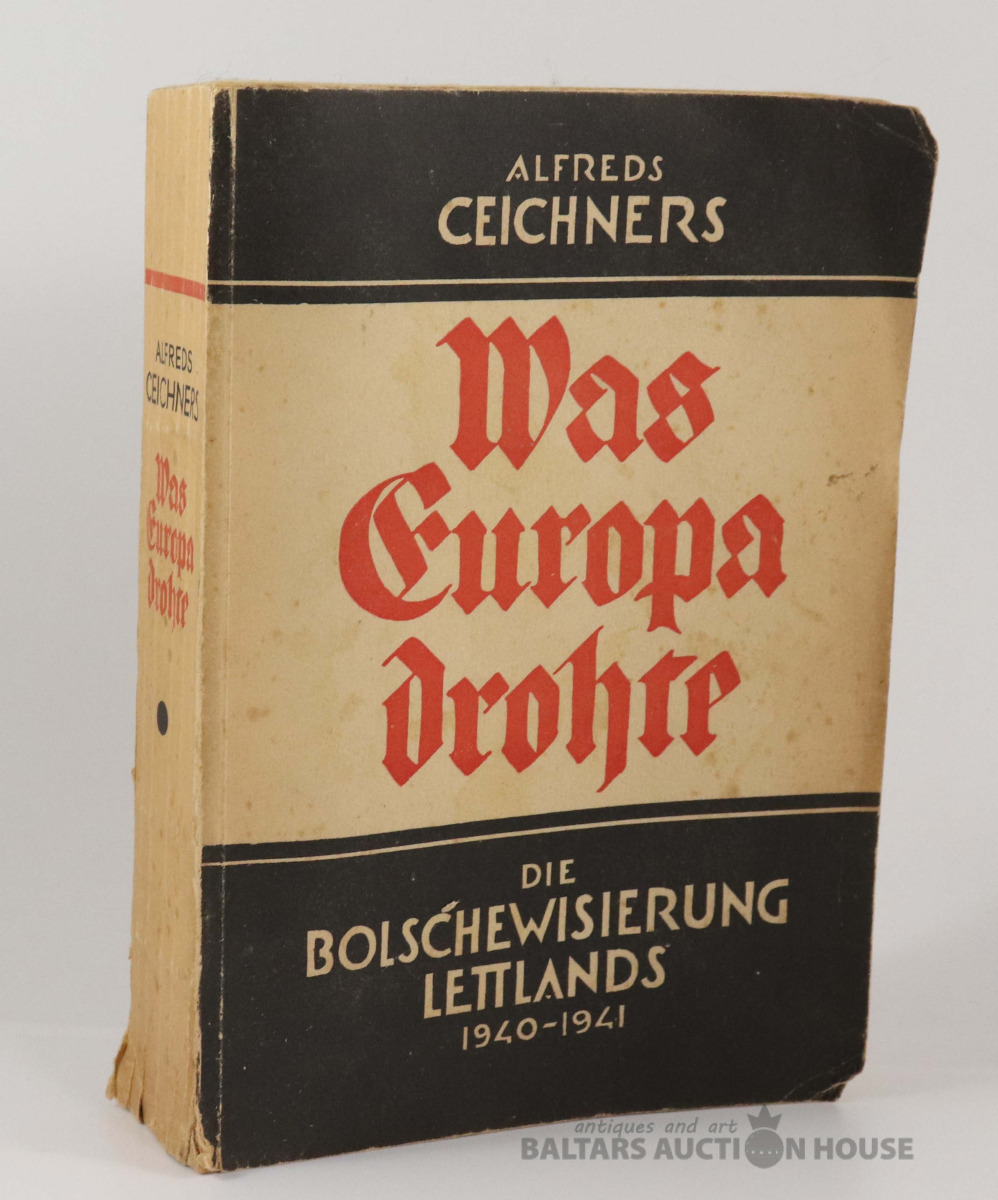 ALFREDS
CEICHNERS
Was
Europa
drohte
DIE
BOLSCHEWISIERUNG
LETTLANDS
1940-1941
ALFREDS
CEICHNERS
Was
Europa
drohte
antiques and art
BALTARS AUCTION HOUSE